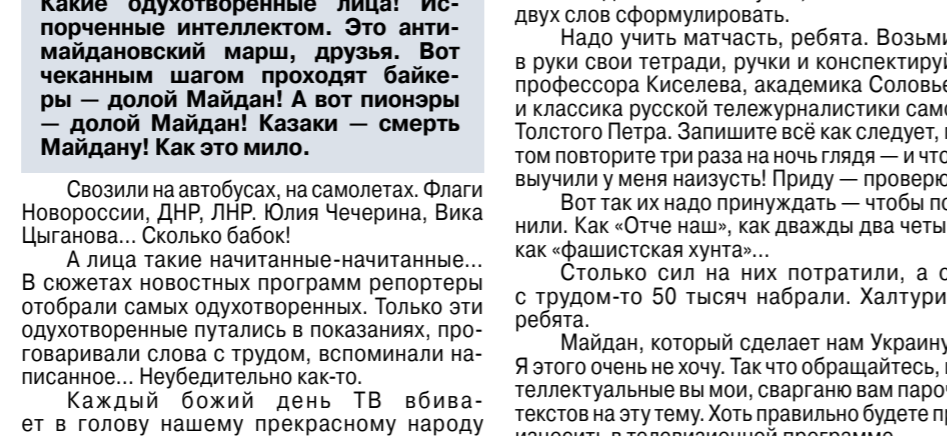 Какие одухотворенные лица! Ис-
порченные интеллектом. Это анти-
майдановский марш, друзья. Вот
чеканным шагом проходят байке-
ры — долой Майдан! А вот пионэры
— долой Майдан! Казаки — смерть
Майдану! Как это мило.
Свозили на автобусах, на самолетах. Флаги
Новороссии, ДНР, ЛНР. Юлия Чечерина, Вика
Цыганова... Сколько бабок!
А лица такие начитанные-начитанные...
В сюжетах новостных программ репортеры
отобрали самых одухотворенных. Только эти
одухотворенные путались в показаниях, про-
говаривали слова с трудом, вспоминали на-
писанное... Неубедительно как-то.
Каждый божий день ТВ вбива-
ет в голову нашему прекрасному народу
двух слов сформулировать.
Надо учить матчасть, ребята. Возьми
в руки свои тетради, ручки и конспектируй
профессора Киселева, академика Соловье
и классика русской тележурналистики само
Толстого Петра. Запишите всё как следует,
том повторите три раза на ночь глядя — и что
выучили у меня наизусть! Приду — проверю
Вот так их надо принуждать — чтобы по
нили. Как «Отче наш», как дважды два четы
как «фашистская хунта»...
Столько сил на них потратили, а с
с трудом-то 50 тысяч набрали. Халтури
ребята.
Майдан, который сделает нам Украину
Я этого очень не хочу. Так что обращайтесь,
теллектуальные вы мои, сварганю вам пароч
текстов на эту тему. Хоть правильно будете пр
износить в телевизионной программе